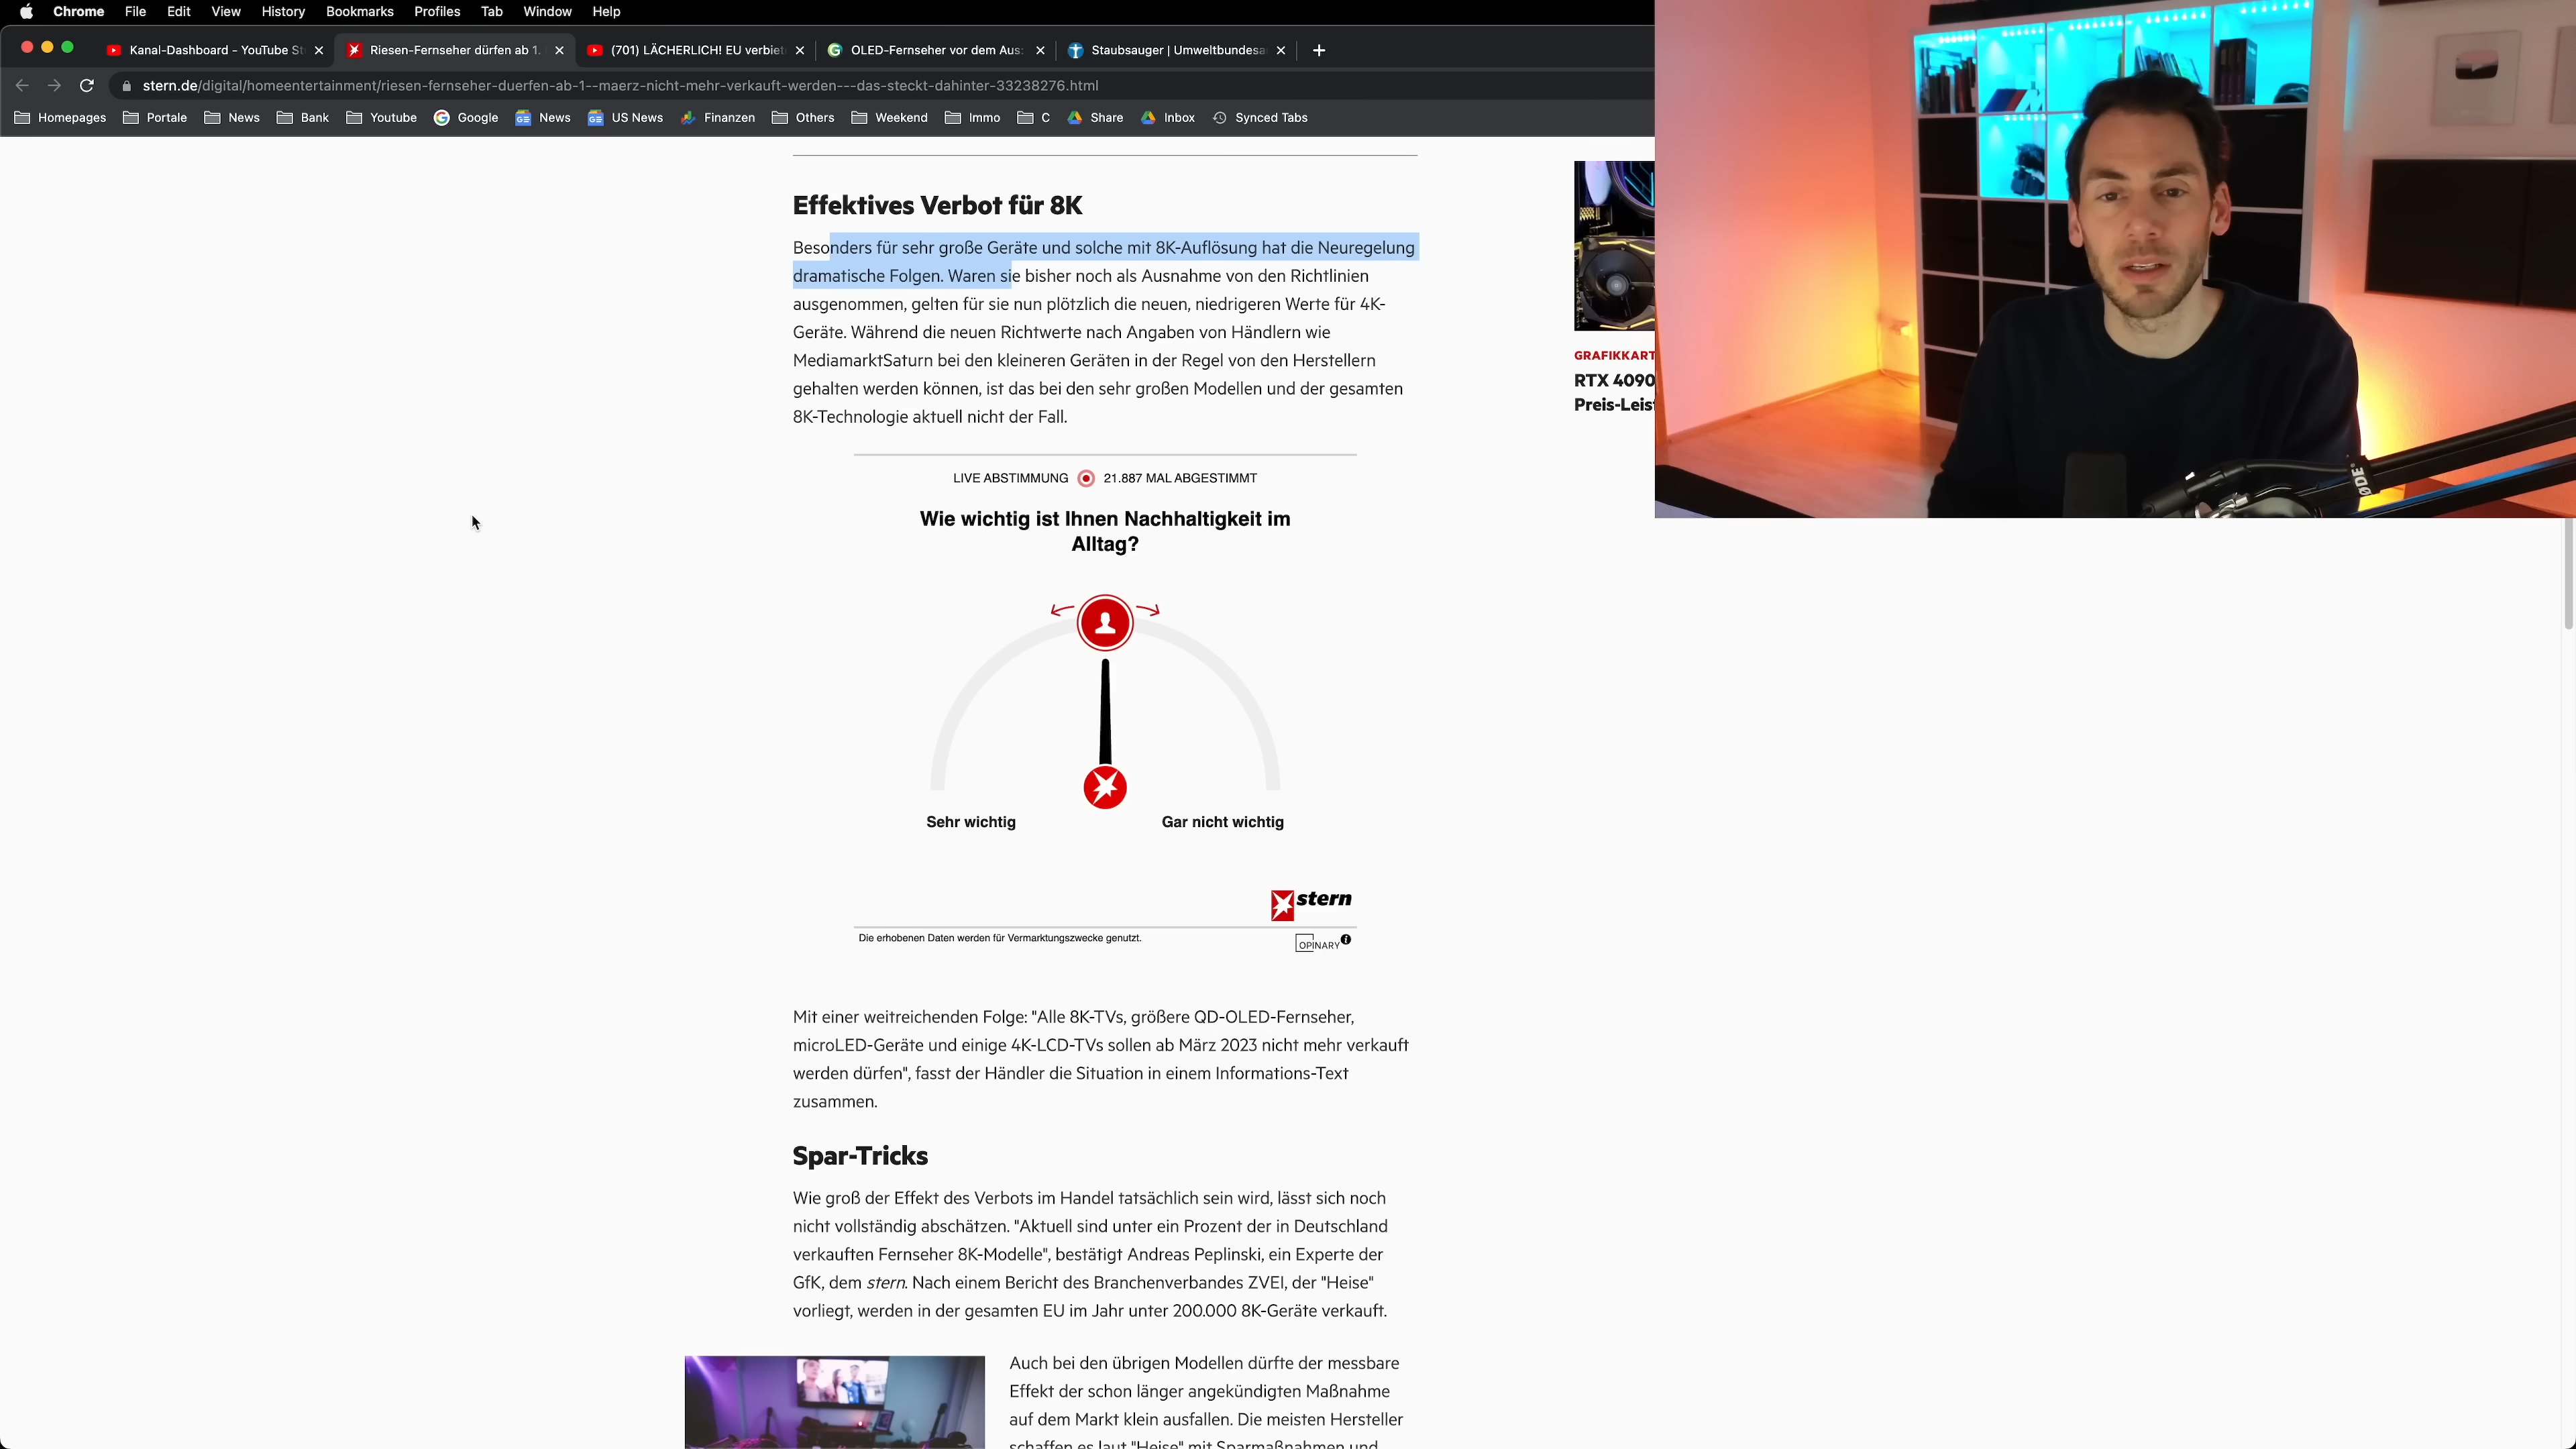 Chrome File Edit View History Bookmarks Profiles Tab Window Help
Kanal-Dashboard - YouTube St
Riesen-Fernseher dürfen ab 1.
(701) LÄCHERLICH! EU verbiet
OLED-Fernseher vor dem Aus:
Staubsauger | Umweltbundesa
stern.de/digital/homeentertainment/riesen-fernseher-duerfen-ab-1--maerz-nicht-mehr-verkauft-werden---das-steckt-dahinter-33238276.html
Homepages Portale News Bank Youtube Google News US News Finanzen Others Weekend Immo C Share Inbox Synced Tabs
Effektives Verbot für 8K
Besonders für sehr große Geräte und solche mit 8K-Auflösung hat die Neuregelung
dramatische Folgen. Waren sie bisher noch als Ausnahme von den Richtlinien
ausgenommen, gelten für sie nun plötzlich die neuen, niedrigeren Werte für 4K-
Geräte. Während die neuen Richtwerte nach Angaben von Händlern wie
MediamarktSaturn bei den kleineren Geräten in der Regel von den Herstellern
gehalten werden können, ist das bei den sehr großen Modellen und der gesamten
8K-Technologie aktuell nicht der Fall.
GRAFIKKART
RTX 4090
Preis-Leis
LIVE ABSTIMMUNG 21.887 MAL ABGESTIMMT
Wie wichtig ist Ihnen Nachhaltigkeit im
Alltag?
Sehr wichtig
Gar nicht wichtig
stern
Die erhobenen Daten werden für Vermarktungszwecke genutzt.
OPINARY
Mit einer weitreichenden Folge: "Alle 8K-TVs, größere QD-OLED-Fernseher,
microLED-Geräte und einige 4K-LCD-TVs sollen ab März 2023 nicht mehr verkauft
werden dürfen", fasst der Händler die Situation in einem Informations-Text
zusammen.
Spar-Tricks
Wie groß der Effekt des Verbots im Handel tatsächlich sein wird, lässt sich noch
nicht vollständig abschätzen. "Aktuell sind unter ein Prozent der in Deutschland
verkauften Fernseher 8K-Modelle", bestätigt Andreas Peplinski, ein Experte der
GfK, dem stern. Nach einem Bericht des Branchenverbandes ZVEI, der "Heise"
vorliegt, werden in der gesamten EU im Jahr unter 200.000 8K-Geräte verkauft.
Auch bei den übrigen Modellen dürfte der messbare
Effekt der schon länger angekündigten Maßnahme
auf dem Markt klein ausfallen. Die meisten Hersteller
schaffen es laut "Heise" mit Sparmaßnahmen und